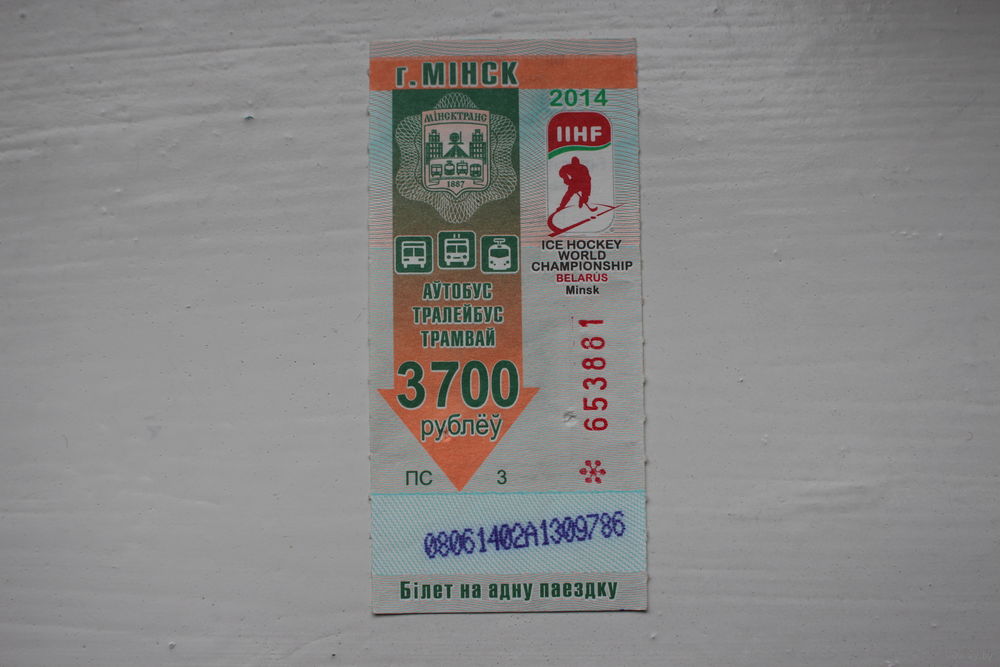 г. МІНСК
МІНСКТРАНС
1887
2014
IIHF
ICE HOCKEY
WORLD
CHAMPIONSHIP
BELARUS
Minsk
АЎТОБУС
ТРАЛЕЙБУС
ТРАМВАЙ
3700
рублёў
653881
ПС 3
08061402A1309786
Білет на адну паездку